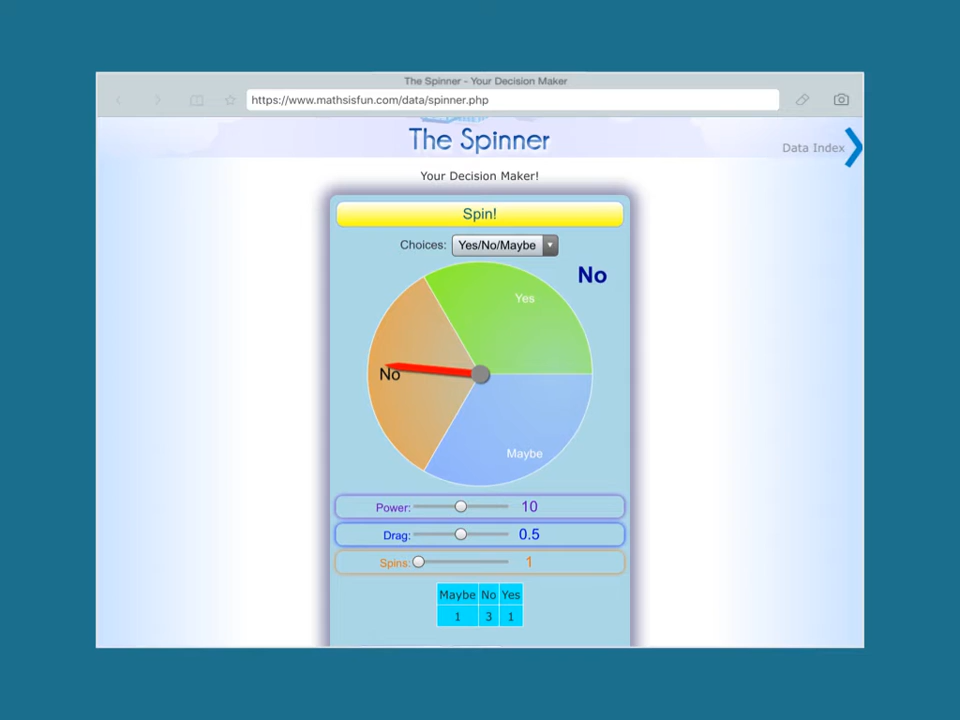 The Spinner - Your Decision Maker
https://www.mathsisfun.com/data/spinner.php
The Spinner
Data Index
Your Decision Maker!
Spin!
Choices: Yes/No/Maybe
No
Yes
No
Maybe
Power: 10
Drag: 0.5
Spins: 1
Maybe No Yes
1 3 1